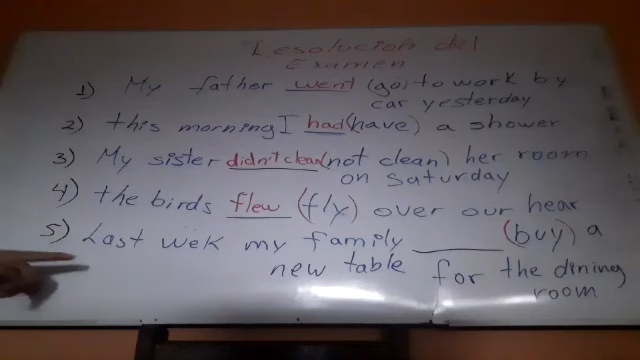 Resolucion del
Examen
1) My father went (go) to work by
car yesterday
2) this morning I had (have) a shower
3) My sister didn't clean (not clean) her room
on Saturday
4) the birds flew (fly) over our hear
5) Last wek my family ______ (buy) a
new table for the dining
room